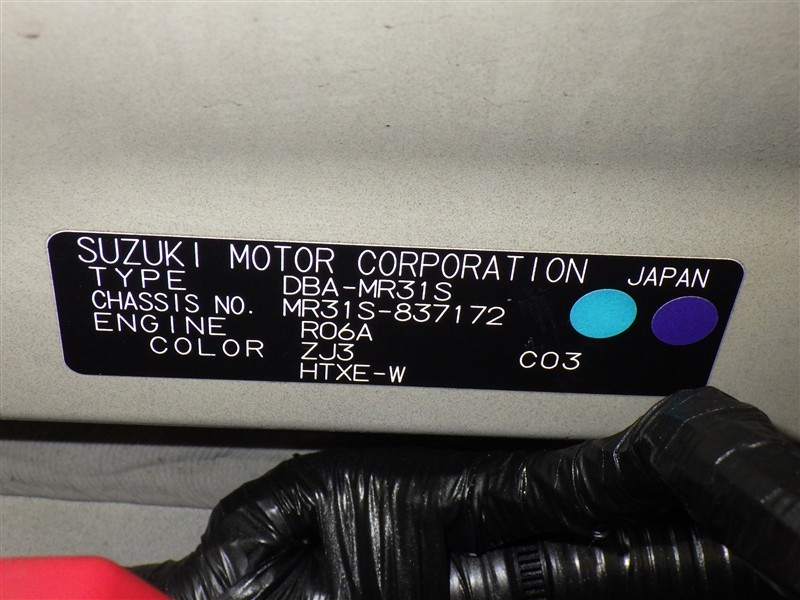 SUZUKI MOTOR CORPORATION JAPAN
TYPE DBA-MR31S
CHASSIS NO. MR31S-837172
ENGINE R06A
COLOR ZJ3 C03
HTXE-W